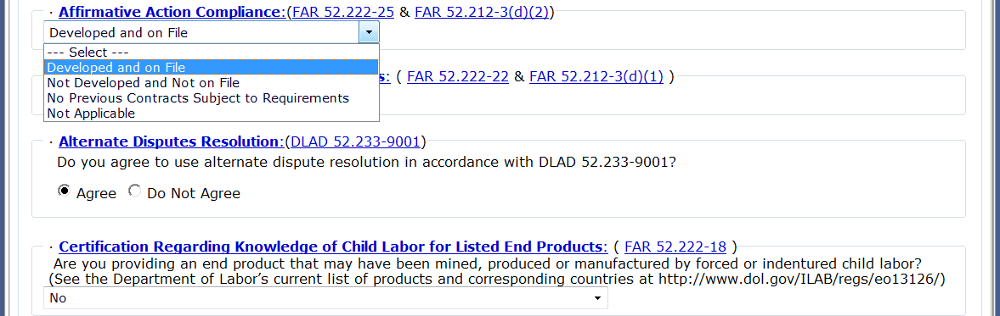 · Affirmative Action Compliance:(FAR 52.222-25 & FAR 52.212-3(d)(2))
Developed and on File
--- Select ---
Developed and on File
Not Developed and Not on File
No Previous Contracts Subject to Requirements
Not Applicable
s: ( FAR 52.222-22 & FAR 52.212-3(d)(1) )
· Alternate Disputes Resolution:(DLAD 52.233-9001)
Do you agree to use alternate dispute resolution in accordance with DLAD 52.233-9001?
Agree Do Not Agree
· Certification Regarding Knowledge of Child Labor for Listed End Products: ( FAR 52.222-18 )
Are you providing an end product that may have been mined, produced or manufactured by forced or indentured child labor?
(See the Department of Labor’s current list of products and corresponding countries at http://www.dol.gov/ILAB/regs/eo13126/)
No